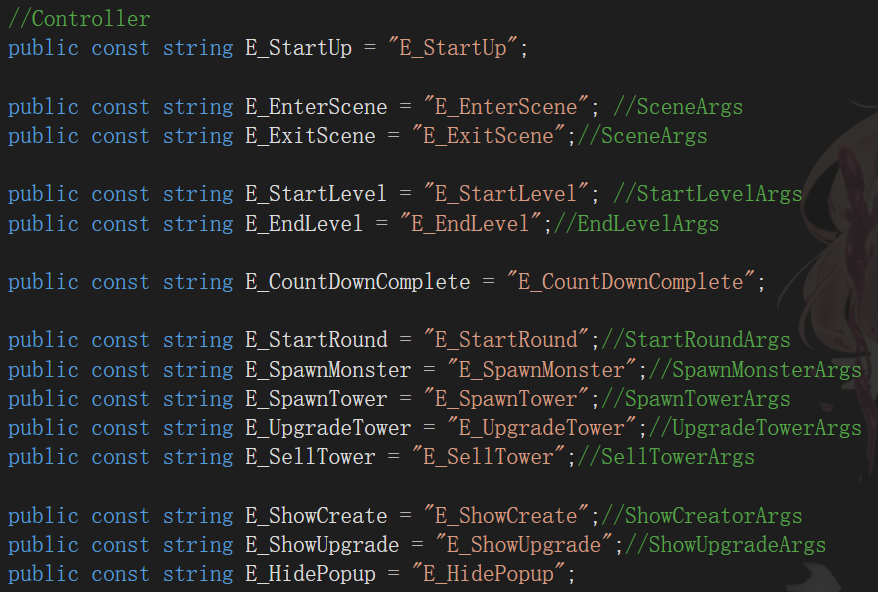 //Controller
public const string E_StartUp = "E_StartUp";
public const string E_EnterScene = "E_EnterScene"; //SceneArgs
public const string E_ExitScene = "E_ExitScene";//SceneArgs
public const string E_StartLevel = "E_StartLevel"; //StartLevelArgs
public const string E_EndLevel = "E_EndLevel";//EndLevelArgs
public const string E_CountDownComplete = "E_CountDownComplete";
public const string E_StartRound = "E_StartRound";//StartRoundArgs
public const string E_SpawnMonster = "E_SpawnMonster";//SpawnMonsterArgs
public const string E_SpawnTower = "E_SpawnTower";//SpawnTowerArgs
public const string E_UpgradeTower = "E_UpgradeTower";//UpgradeTowerArgs
public const string E_SellTower = "E_SellTower";//SellTowerArgs
public const string E_ShowCreate = "E_ShowCreate";//ShowCreatorArgs
public const string E_ShowUpgrade = "E_ShowUpgrade";//ShowUpgradeArgs
public const string E_HidePopup = "E_HidePopup";